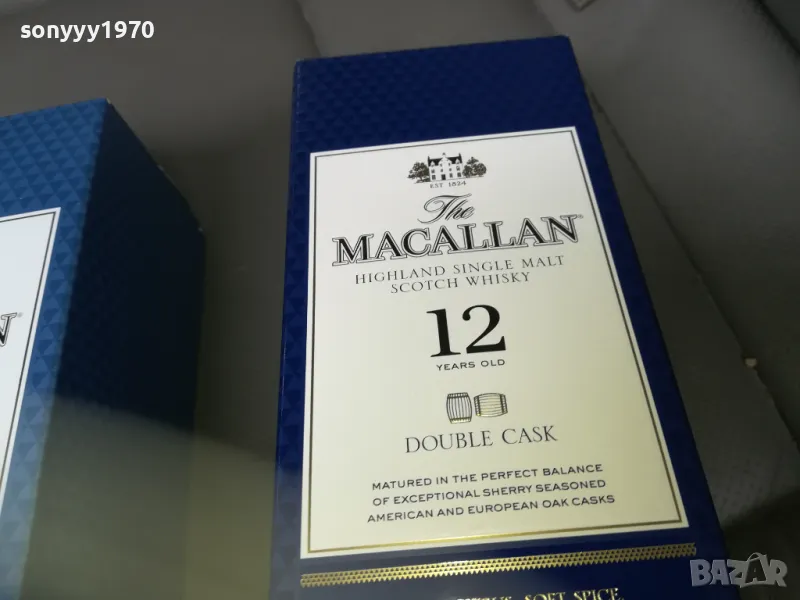 sonyyy1970
EST 1824
The
MACALLAN
HIGHLAND SINGLE MALT
SCOTCH WHISKY
12
YEARS OLD
DOUBLE CASK
MATURED IN THE PERFECT BALANCE
OF EXCEPTIONAL SHERRY SEASONED
AMERICAN AND EUROPEAN OAK CASKS
SOFT SPICE,
N
BAZAR